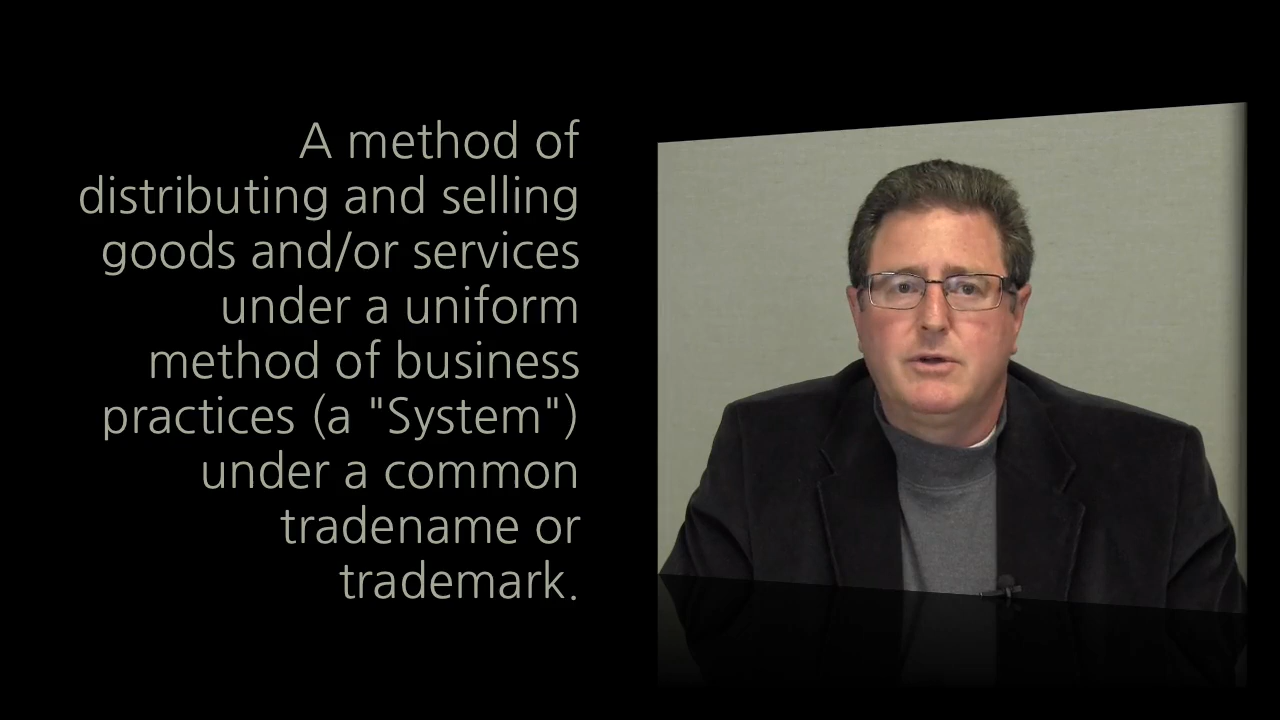 A method of
distributing and selling
goods and/or services
under a uniform
method of business
practices (a "System")
under a common
tradename or
trademark.